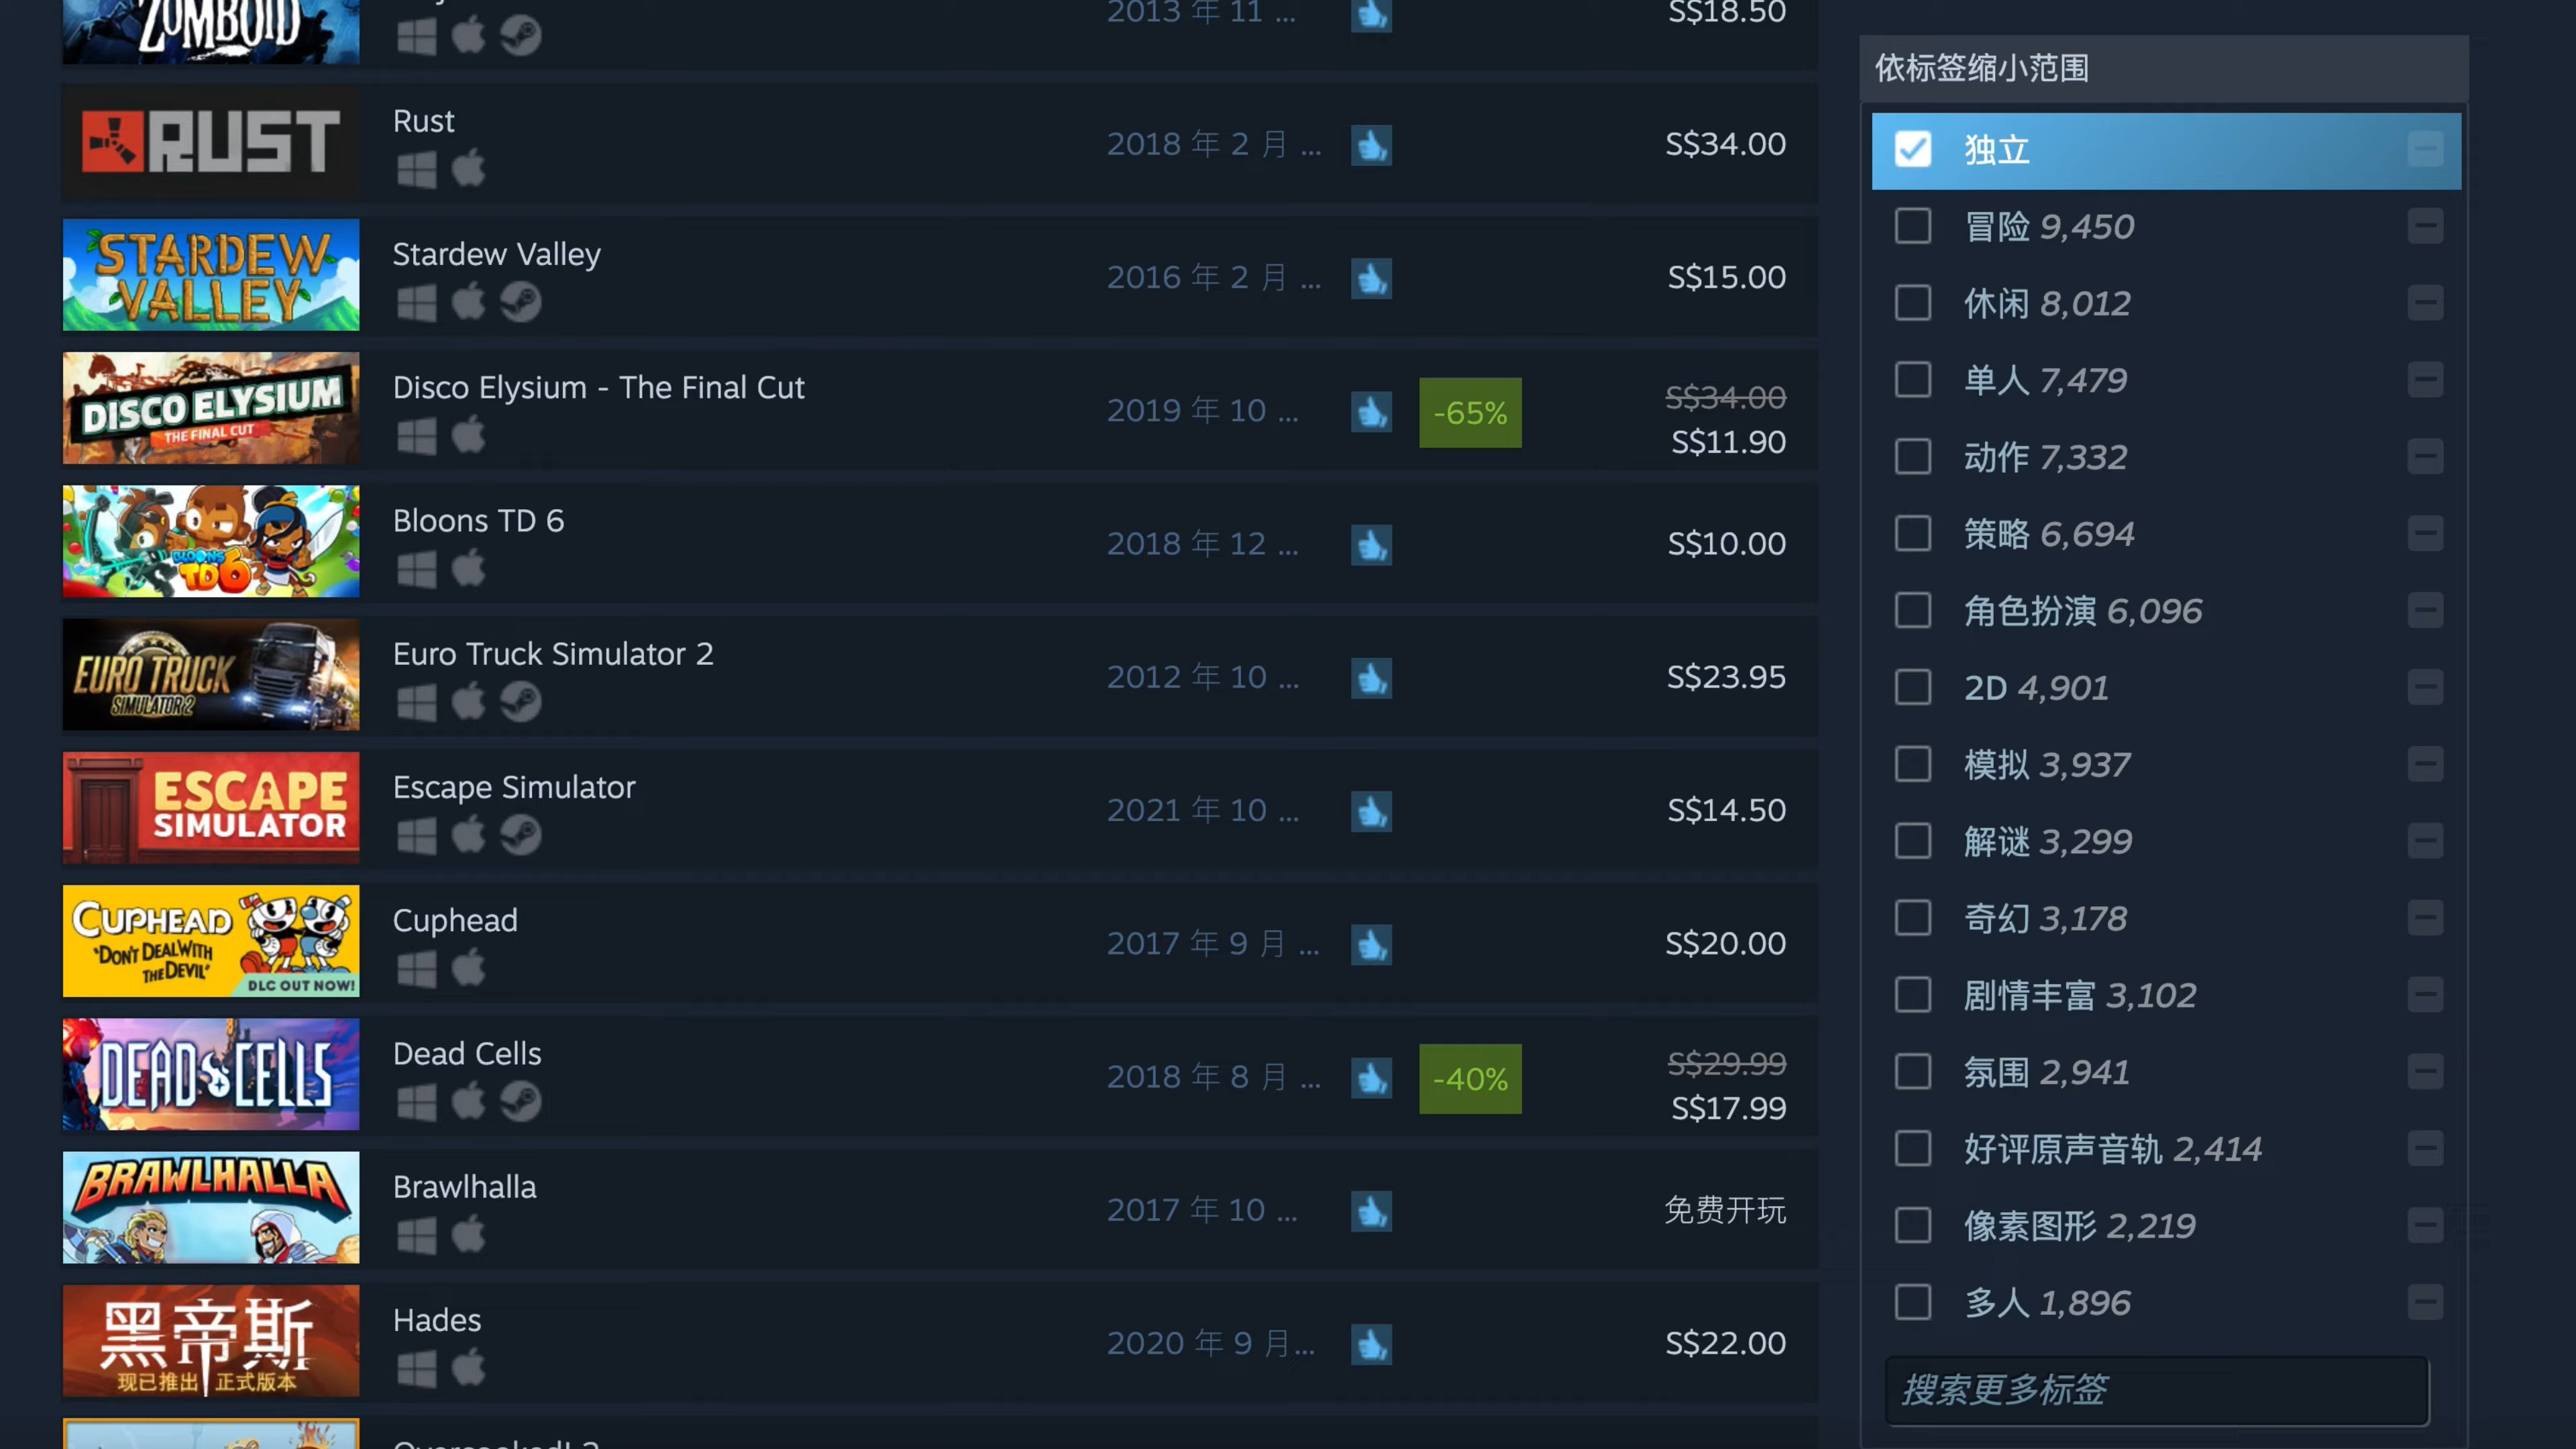 ZOMBOID
2013 年 11 ...
S$18.50
RUST
Rust
2018 年 2 月 ...
S$34.00
STARDEW
VALLEY
Stardew Valley
2016 年 2 月 ...
S$15.00
DISCO ELYSIUM
THE FINAL CUT
Disco Elysium - The Final Cut
2019 年 10 ...
-65%
S$34.00
S$11.90
BLOONS
TD6
Bloons TD 6
2018 年 12 ...
S$10.00
EURO TRUCK
SIMULATOR 2
Euro Truck Simulator 2
2012 年 10 ...
S$23.95
ESCAPE
SIMULATOR
Escape Simulator
2021 年 10 ...
S$14.50
CUPHEAD
"DON'T DEAL WITH
THE DEVIL"
DLC OUT NOW!
Cuphead
2017 年 9 月 ...
S$20.00
DEAD CELLS
Dead Cells
2018 年 8 月 ...
-40%
S$29.99
S$17.99
BRAWLHALLA
Brawlhalla
2017 年 10 ...
免费开玩
黑帝斯
现已推出 正式版本
Hades
2020 年 9 月...
S$22.00
Overcooked! 2
依标签缩小范围
独立
冒险 9,450
休闲 8,012
单人 7,479
动作 7,332
策略 6,694
角色扮演 6,096
2D 4,901
模拟 3,937
解谜 3,299
奇幻 3,178
剧情丰富 3,102
氛围 2,941
好评原声音轨 2,414
像素图形 2,219
多人 1,896
搜索更多标签